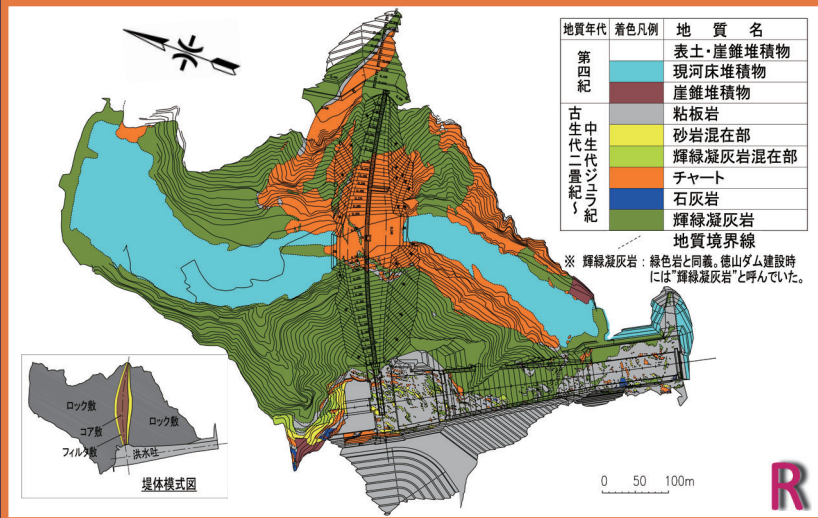 地質年代 着色凡例 地質名
第四紀
表土・崖錐堆積物
現河床堆積物
崖錐堆積物
古生代二畳紀～
中生代ジュラ紀
粘板岩
砂岩混在部
輝緑凝灰岩混在部
チャート
石灰岩
輝緑凝灰岩
地質境界線
※ 輝緑凝灰岩：緑色岩と同義。徳山ダム建設時
には"輝緑凝灰岩"と呼んでいた。
ロック敷
ロック敷
コア敷
フィルタ敷
洪水吐
堤体模式図
0 50 100m
R